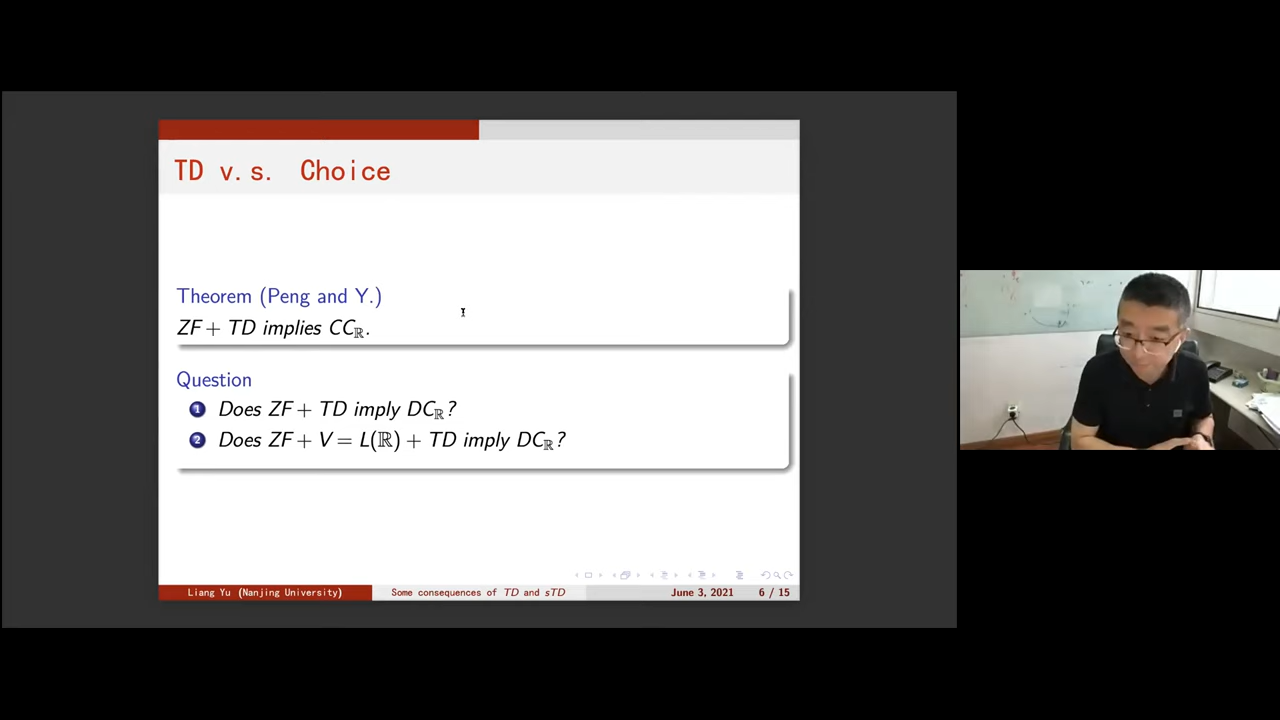 TD v.s. Choice
Theorem (Peng and Y.)
ZF + TD implies CCℝ.
Question
1 Does ZF + TD imply DCℝ?
2 Does ZF + V = L(ℝ) + TD imply DCℝ?
Liang Yu (Nanjing University) Some consequences of TD and sTD June 3, 2021 6 / 15